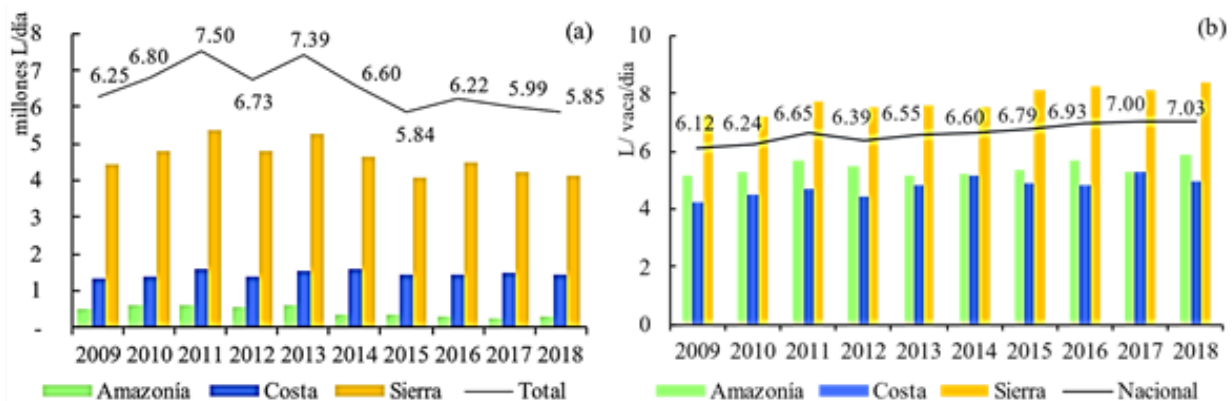 (a)
millones L/día
8
7
6
5
4
3
2
1
-
6.25 6.80 7.50 6.73 7.39 6.60 5.84 6.22 5.99 5.85
2009 2010 2011 2012 2013 2014 2015 2016 2017 2018
Amazonía Costa Sierra Total
(b)
L/ vaca/dia
10
8
6
4
2
0
6.12 6.24 6.65 6.39 6.55 6.60 6.79 6.93 7.00 7.03
2009 2010 2011 2012 2013 2014 2015 2016 2017 2018
Amazonía Costa Sierra Nacional